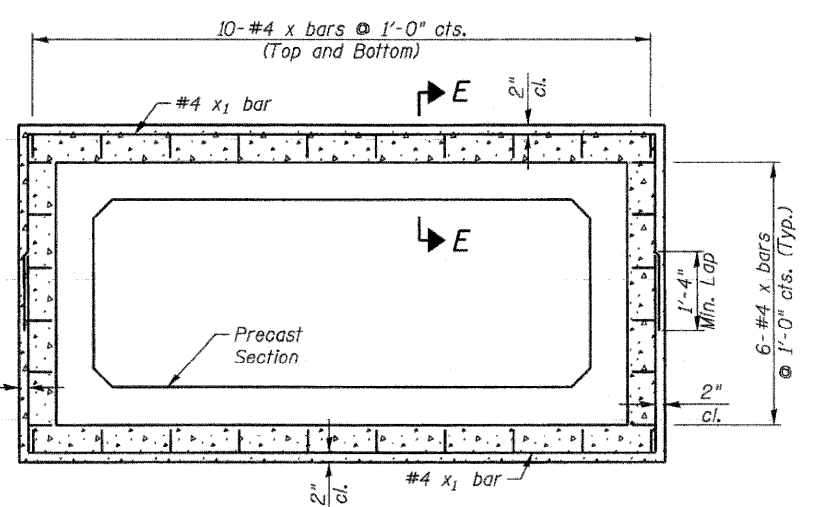 10-#4 x bars @ 1'-0" cts.
(Top and Bottom)
#4 x₁ bar
E
2"
cl.
E
Precast
Section
1'-4"
Min. Lap
6-#4 x bars
@ 1'-0" cts. (Typ.)
2"
cl.
#4 x₁ bar
2"
cl.